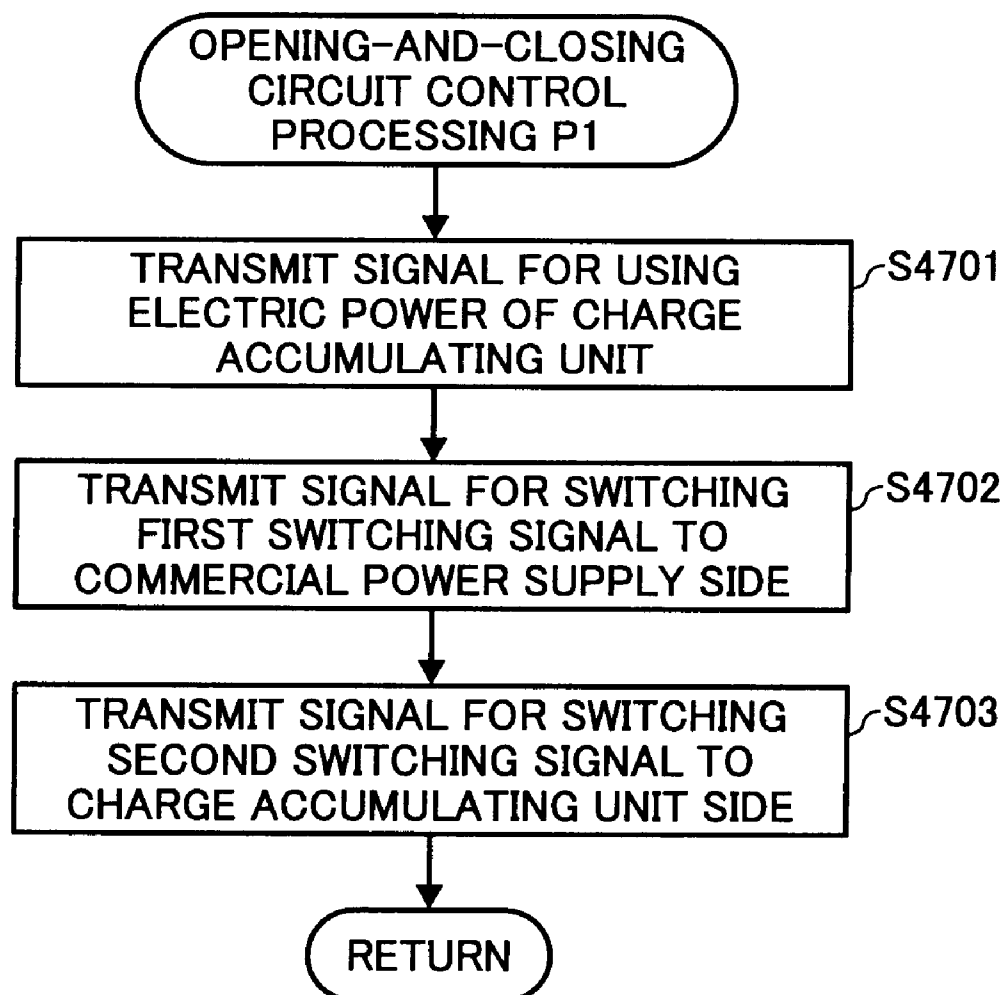 OPENING-AND-CLOSING
CIRCUIT CONTROL
PROCESSING P1
TRANSMIT SIGNAL FOR USING
ELECTRIC POWER OF CHARGE
ACCUMULATING UNIT
S4701
TRANSMIT SIGNAL FOR SWITCHING
FIRST SWITCHING SIGNAL TO
COMMERCIAL POWER SUPPLY SIDE
S4702
TRANSMIT SIGNAL FOR SWITCHING
SECOND SWITCHING SIGNAL TO
CHARGE ACCUMULATING UNIT SIDE
S4703
RETURN